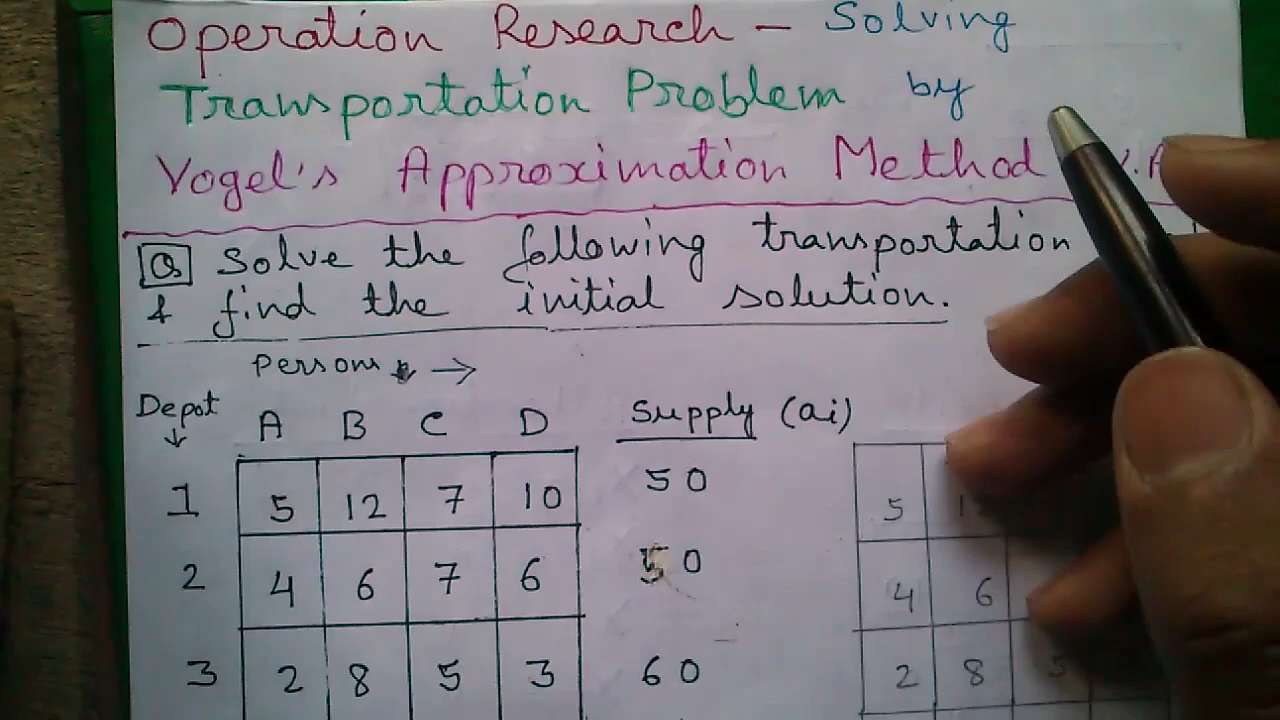 Operation Research - Solving
Transportation Problem by
Vogel's Approximation Method
Q Solve the following transportation
& find the initial solution.
Person →
Depot ↓ A B C D Supply (ai)
1 5 12 7 10 50 5
2 4 6 7 6 50 4 6
3 2 8 5 3 60 2 8